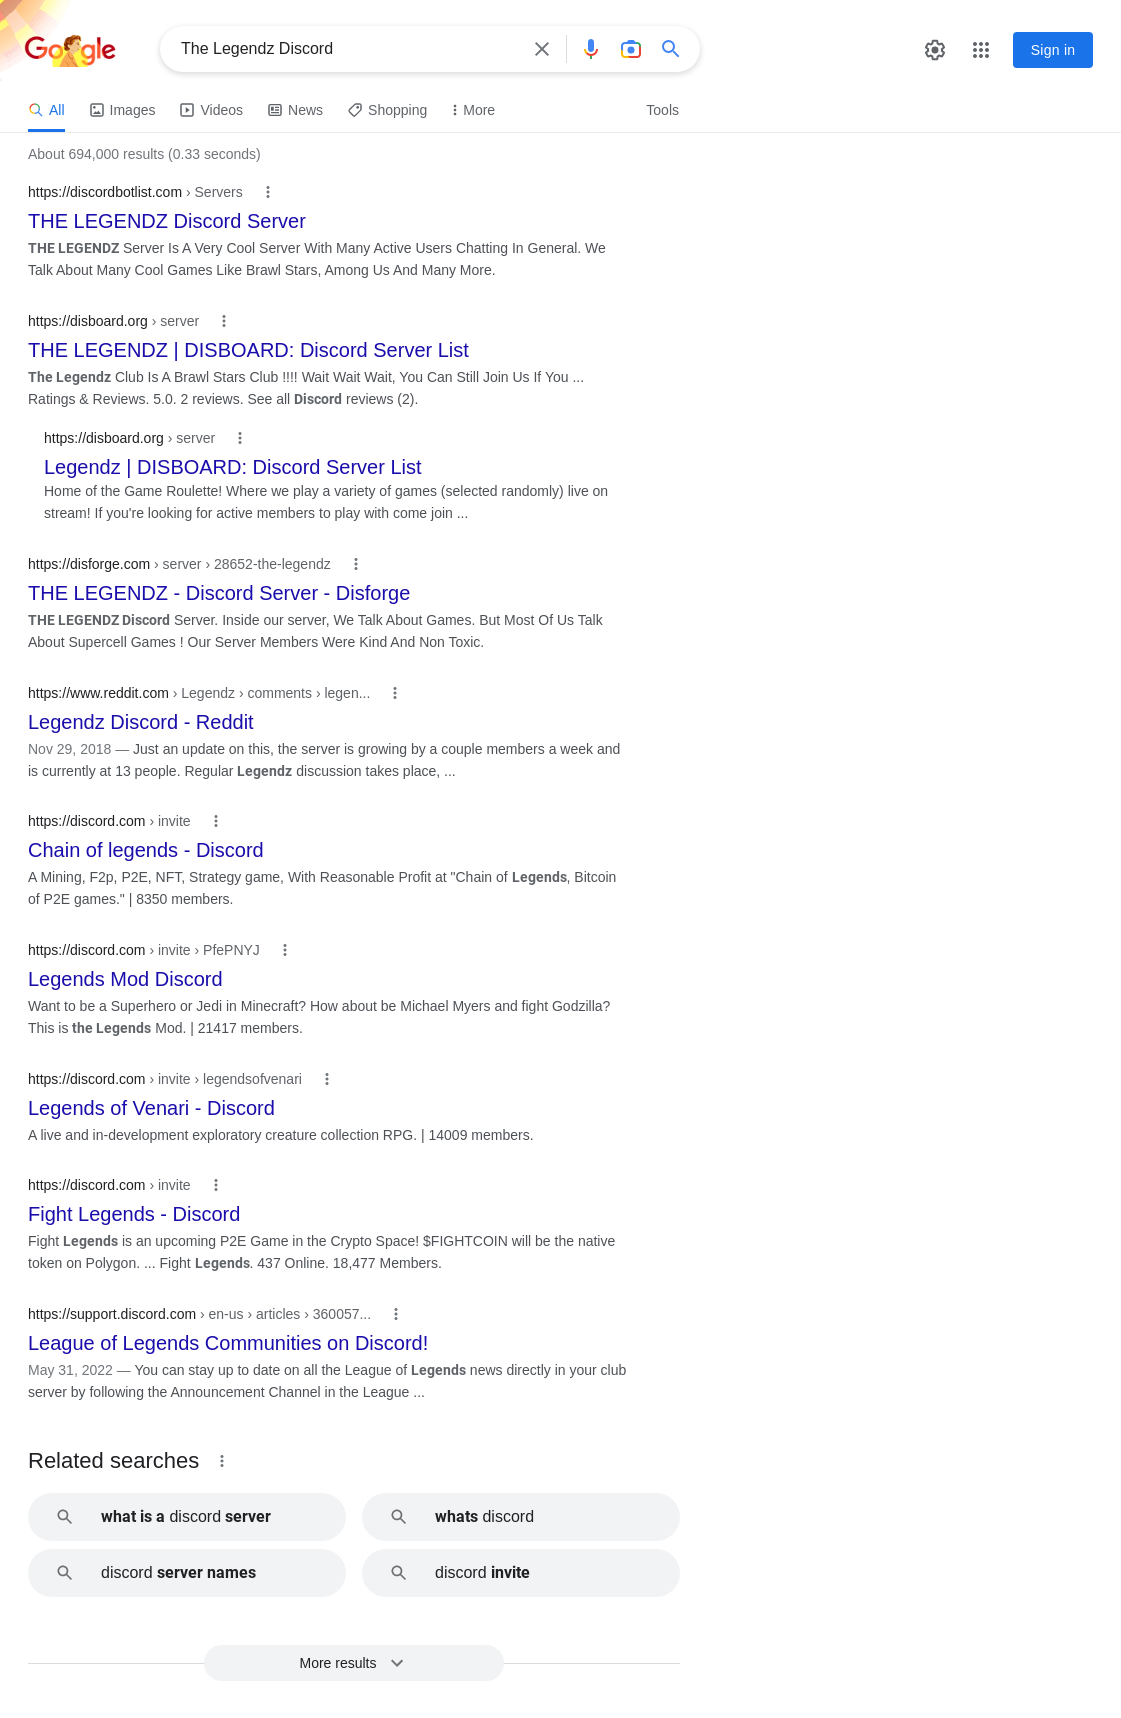 Google
The Legendz Discord
Sign in
All Images Videos News Shopping More Tools
About 694,000 results (0.33 seconds)
https://discordbotlist.com › Servers
THE LEGENDZ Discord Server
THE LEGENDZ Server Is A Very Cool Server With Many Active Users Chatting In General. We
Talk About Many Cool Games Like Brawl Stars, Among Us And Many More.
https://disboard.org › server
THE LEGENDZ | DISBOARD: Discord Server List
The Legendz Club Is A Brawl Stars Club !!!! Wait Wait Wait, You Can Still Join Us If You ...
Ratings & Reviews. 5.0. 2 reviews. See all Discord reviews (2).
https://disboard.org › server
Legendz | DISBOARD: Discord Server List
Home of the Game Roulette! Where we play a variety of games (selected randomly) live on
stream! If you're looking for active members to play with come join ...
https://disforge.com › server › 28652-the-legendz
THE LEGENDZ - Discord Server - Disforge
THE LEGENDZ Discord Server. Inside our server, We Talk About Games. But Most Of Us Talk
About Supercell Games ! Our Server Members Were Kind And Non Toxic.
https://www.reddit.com › Legendz › comments › legen...
Legendz Discord - Reddit
Nov 29, 2018 — Just an update on this, the server is growing by a couple members a week and
is currently at 13 people. Regular Legendz discussion takes place, ...
https://discord.com › invite
Chain of legends - Discord
A Mining, F2p, P2E, NFT, Strategy game, With Reasonable Profit at "Chain of Legends, Bitcoin
of P2E games." | 8350 members.
https://discord.com › invite › PfePNYJ
Legends Mod Discord
Want to be a Superhero or Jedi in Minecraft? How about be Michael Myers and fight Godzilla?
This is the Legends Mod. | 21417 members.
https://discord.com › invite › legendsofvenari
Legends of Venari - Discord
A live and in-development exploratory creature collection RPG. | 14009 members.
https://discord.com › invite
Fight Legends - Discord
Fight Legends is an upcoming P2E Game in the Crypto Space! $FIGHTCOIN will be the native
token on Polygon. ... Fight Legends. 437 Online. 18,477 Members.
https://support.discord.com › en-us › articles › 360057...
League of Legends Communities on Discord!
May 31, 2022 — You can stay up to date on all the League of Legends news directly in your club
server by following the Announcement Channel in the League ...
Related searches
what is a discord server
whats discord
discord server names
discord invite
More results